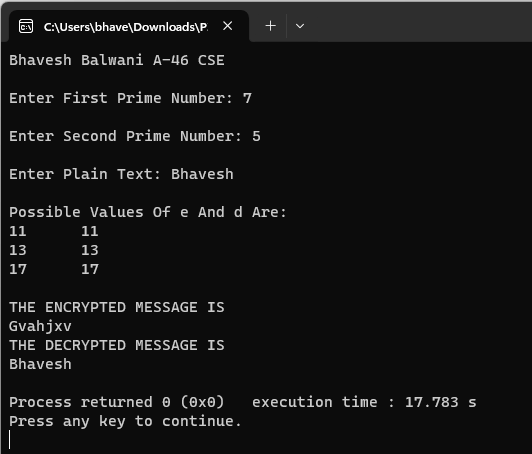 C:\Users\bhave\Downloads\P.
Bhavesh Balwani A-46 CSE
Enter First Prime Number: 7
Enter Second Prime Number: 5
Enter Plain Text: Bhavesh
Possible Values Of e And d Are:
11 11
13 13
17 17
THE ENCRYPTED MESSAGE IS
Gvahjxv
THE DECRYPTED MESSAGE IS
Bhavesh
Process returned 0 (0x0) execution time : 17.783 s
Press any key to continue.